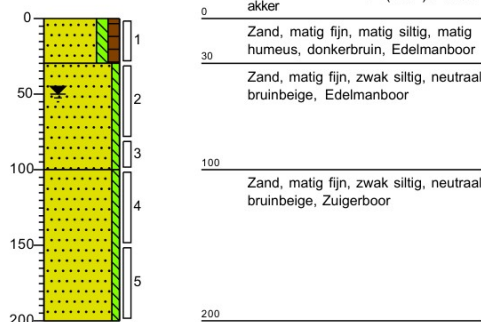 akker
0
0
Zand, matig fijn, matig siltig, matig
humeus, donkerbruin, Edelmanboor
1
30
Zand, matig fijn, zwak siltig, neutraal
bruinbeige, Edelmanboor
50
2
3
100
100
Zand, matig fijn, zwak siltig, neutraal
bruinbeige, Zuigerboor
4
150
5
200
200